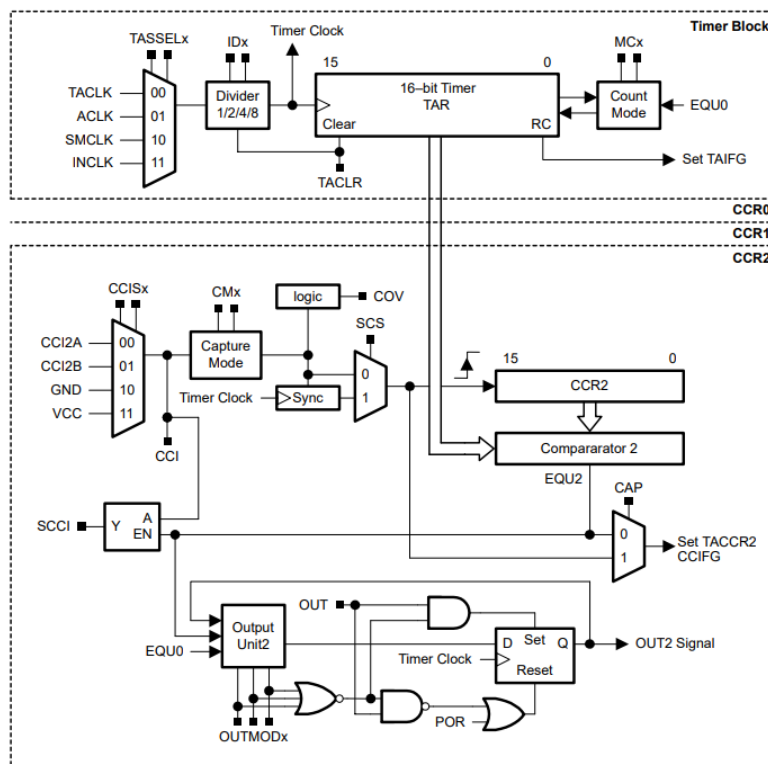 Timer Block
TASSELx
IDx
Timer Clock
15
0
MCx
TACLK
ACLK
SMCLK
INCLK
00
01
10
11
Divider
1/2/4/8
16–bit Timer
TAR
Clear
RC
Count
Mode
EQU0
Set TAIFG
TACLR
CCR0
CCR1
CCR2
CCISx
CMx
logic
COV
SCS
CCI2A
CCI2B
GND
VCC
00
01
10
11
Capture
Mode
Timer Clock
Sync
0
1
15
0
CCR2
Compararator 2
CCI
EQU2
CAP
SCCI
Y
A
EN
0
1
Set TACCR2
CCIFG
OUT
Output
Unit2
EQU0
Timer Clock
D
Set
Q
Reset
OUT2 Signal
POR
OUTMODx